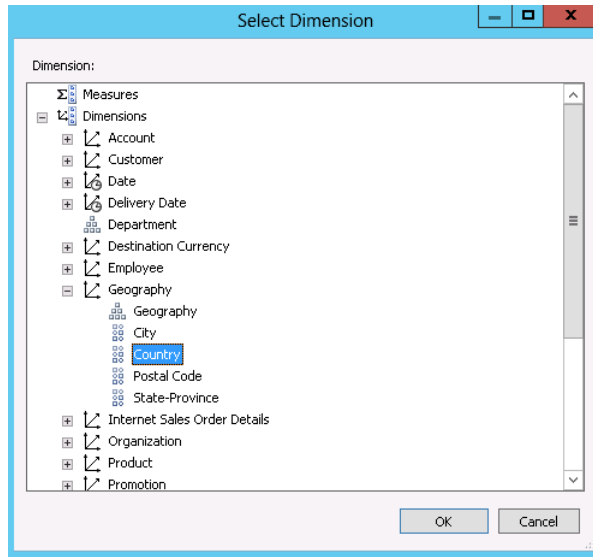 Select Dimension
Dimension:
Measures
Dimensions
Account
Customer
Date
Delivery Date
Department
Destination Currency
Employee
Geography
Geography
City
Country
Postal Code
State-Province
Internet Sales Order Details
Organization
Product
Promotion
OK Cancel